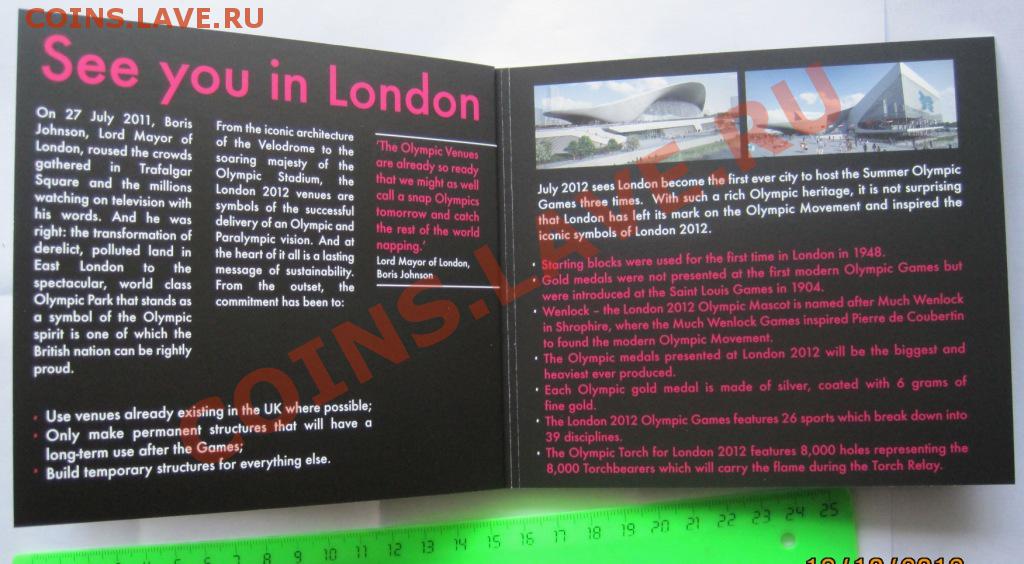 COINS.LAVE.RU
See you in London
On 27 July 2011, Boris
Johnson, Lord Mayor of
London, roused the crowds
gathered in Trafalgar
Square and the millions
watching on television with
his words. And he was
right: the transformation of
derelict, polluted land in
East London to the
spectacular, world class
Olympic Park that stands as
a symbol of the Olympic
spirit is one of which the
British nation can be rightly
proud.
From the iconic architecture
of the Velodrome to the
soaring majesty of the
Olympic Stadium, the
London 2012 venues are
symbols of the successful
delivery of an Olympic and
Paralympic vision. And at
the heart of it all is a lasting
message of sustainability.
From the outset, the
commitment has been to:
'The Olympic Venues
are already so ready
that we might as well
call a snap Olympics
tomorrow and catch
the rest of the world
napping.'
Lord Mayor of London,
Boris Johnson
• Use venues already existing in the UK where possible;
• Only make permanent structures that will have a
long-term use after the Games;
• Build temporary structures for everything else.
July 2012 sees London become the first ever city to host the Summer Olympic
Games three times. With such a rich Olympic heritage, it is not surprising
that London has left its mark on the Olympic Movement and inspired the
iconic symbols of London 2012.
• Starting blocks were used for the first time in London in 1948.
• Gold medals were not presented at the first modern Olympic Games but
were introduced at the Saint Louis Games in 1904.
• Wenlock – the London 2012 Olympic Mascot is named after Much Wenlock
in Shrophire, where the Much Wenlock Games inspired Pierre de Coubertin
to found the modern Olympic Movement.
• The Olympic medals presented at London 2012 will be the biggest and
heaviest ever produced.
• Each Olympic gold medal is made of silver, coated with 6 grams of
fine gold.
• The London 2012 Olympic Games features 26 sports which break down into
39 disciplines.
• The Olympic Torch for London 2012 features 8,000 holes representing the
8,000 Torchbearers which will carry the flame during the Torch Relay.
COINS.LAVE.RU
7 8 9 10 11 12 13 14 15 16 17 18 19 20 21 22 23 24 25